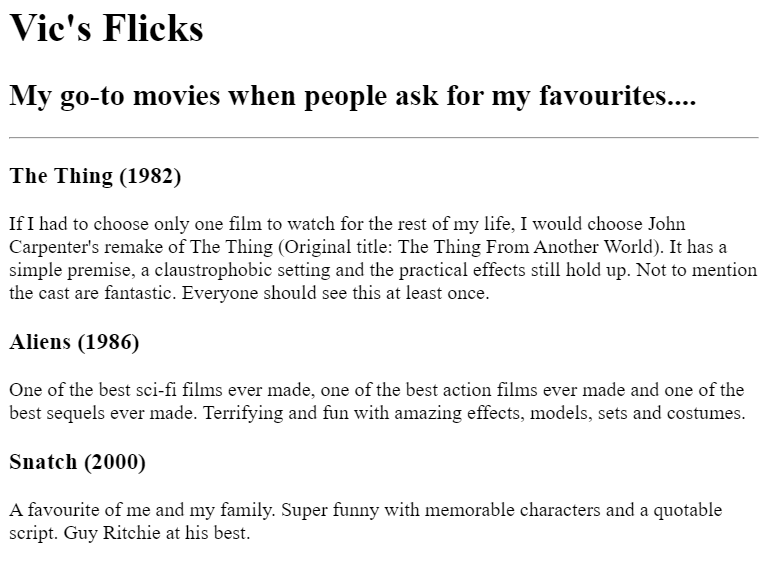 Vic's Flicks
My go-to movies when people ask for my favourites....
The Thing (1982)
If I had to choose only one film to watch for the rest of my life, I would choose John
Carpenter's remake of The Thing (Original title: The Thing From Another World). It has a
simple premise, a claustrophobic setting and the practical effects still hold up. Not to mention
the cast are fantastic. Everyone should see this at least once.
Aliens (1986)
One of the best sci-fi films ever made, one of the best action films ever made and one of the
best sequels ever made. Terrifying and fun with amazing effects, models, sets and costumes.
Snatch (2000)
A favourite of me and my family. Super funny with memorable characters and a quotable
script. Guy Ritchie at his best.